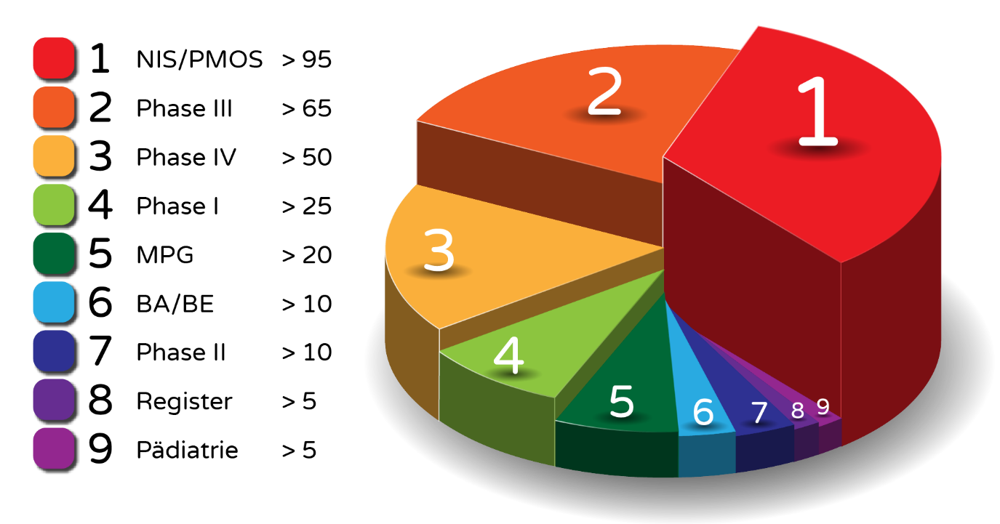 1 NIS/PMOS > 95
2 Phase III > 65
3 Phase IV > 50
4 Phase I > 25
5 MPG > 20
6 BA/BE > 10
7 Phase II > 10
8 Register > 5
9 Pädiatrie > 5
1
2
3
4
5
6
7
8
9